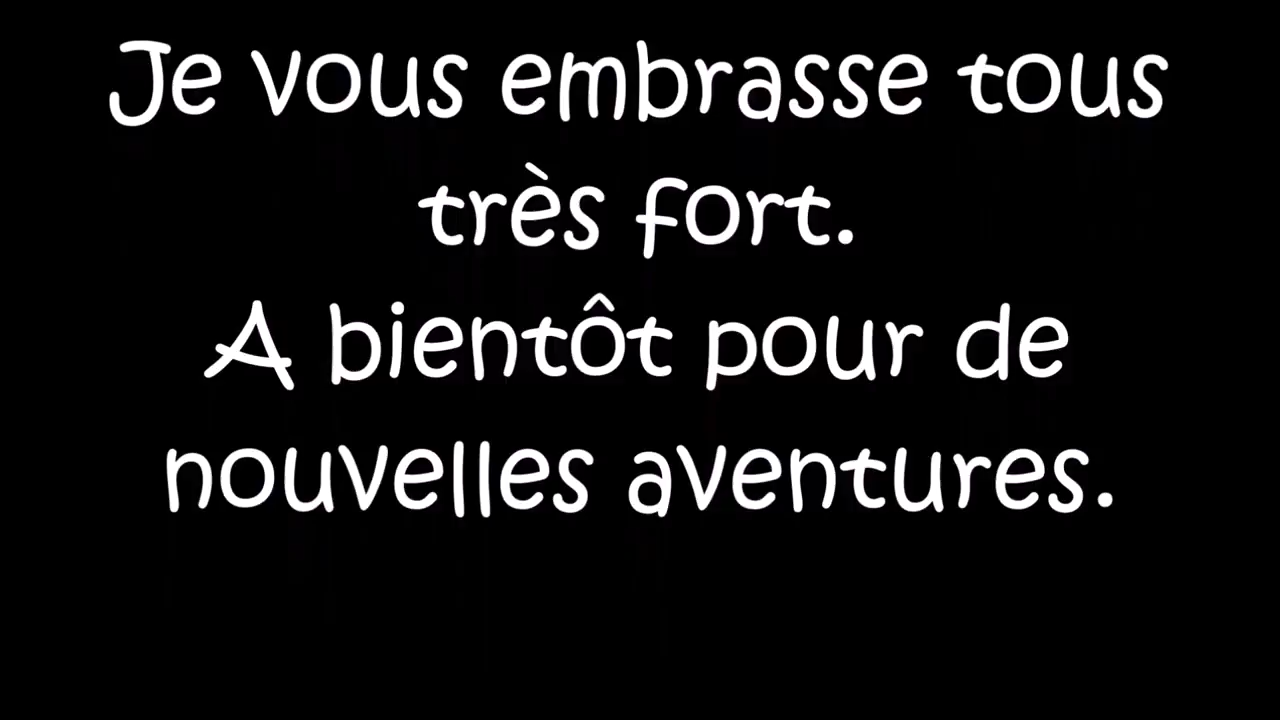 Je vous embrasse tous
très fort.
A bientôt pour de
nouvelles aventures.